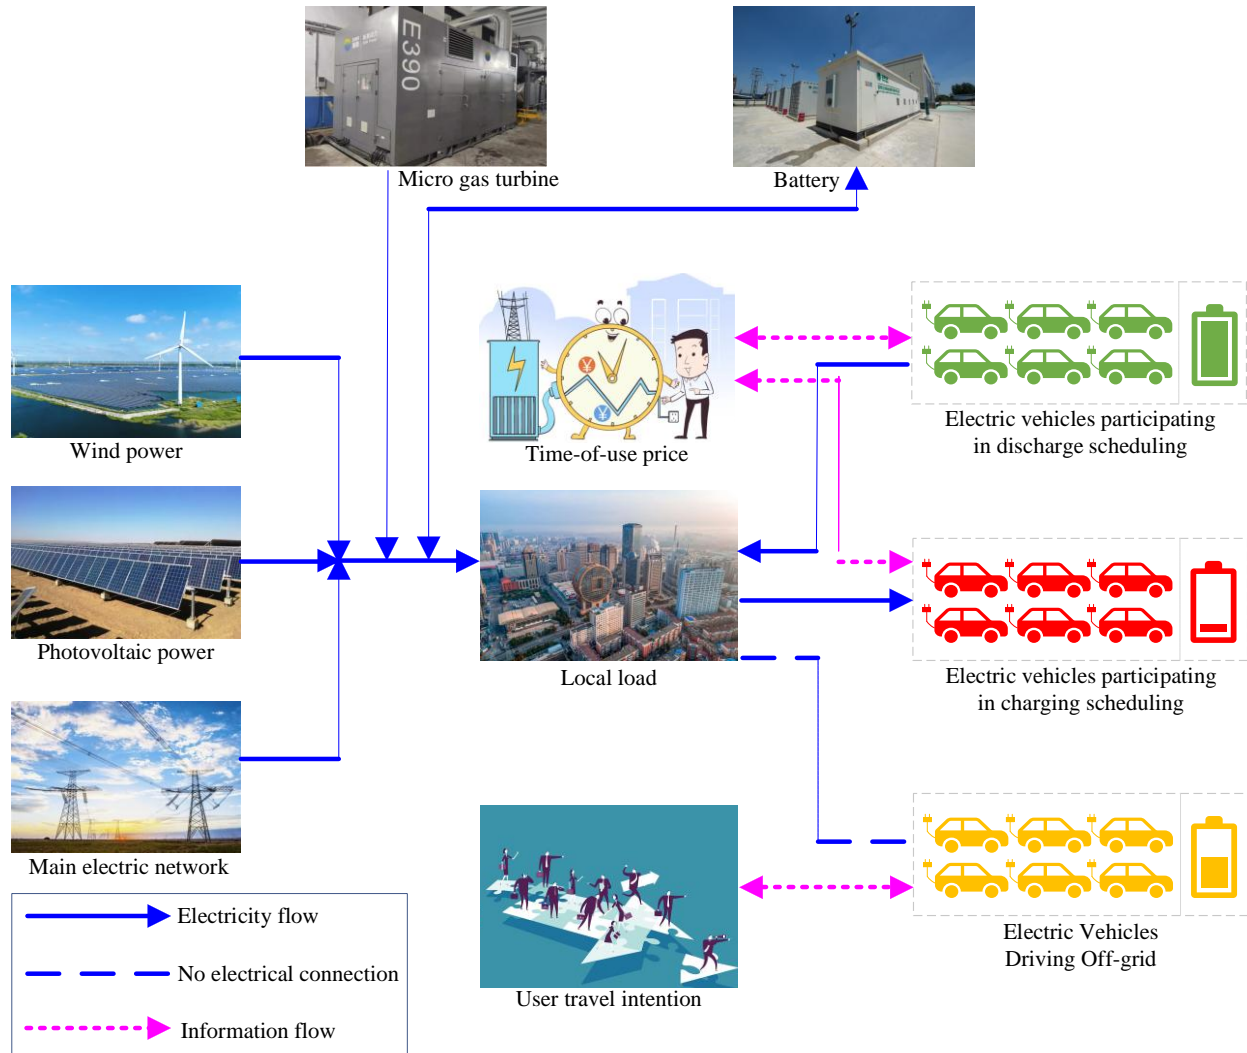 E390
Micro gas turbine
Battery
Wind power
Time-of-use price
Electric vehicles participating
in discharge scheduling
Photovoltaic power
Local load
Electric vehicles participating
in charging scheduling
Main electric network
User travel intention
Electric Vehicles
Driving Off-grid
Electricity flow
No electrical connection
Information flow